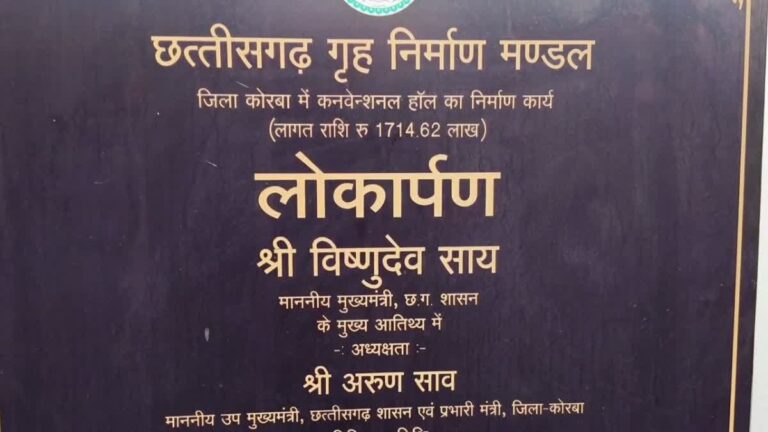 छत्तीसगढ़ गृह निर्माण मण्डल
जिला कोरबा में कनवेन्शनल हॉल का निर्माण कार्य
(लागत राशि रु 1714.62 लाख)
लोकार्पण
श्री विष्णुदेव साय
माननीय मुख्यमंत्री, छ.ग. शासन
के मुख्य आतिथ्य में
-: अध्यक्षता :-
श्री अरुण साव
माननीय उप मुख्यमंत्री, छत्तीसगढ़ शासन एवं प्रभारी मंत्री, जिला-कोरबा